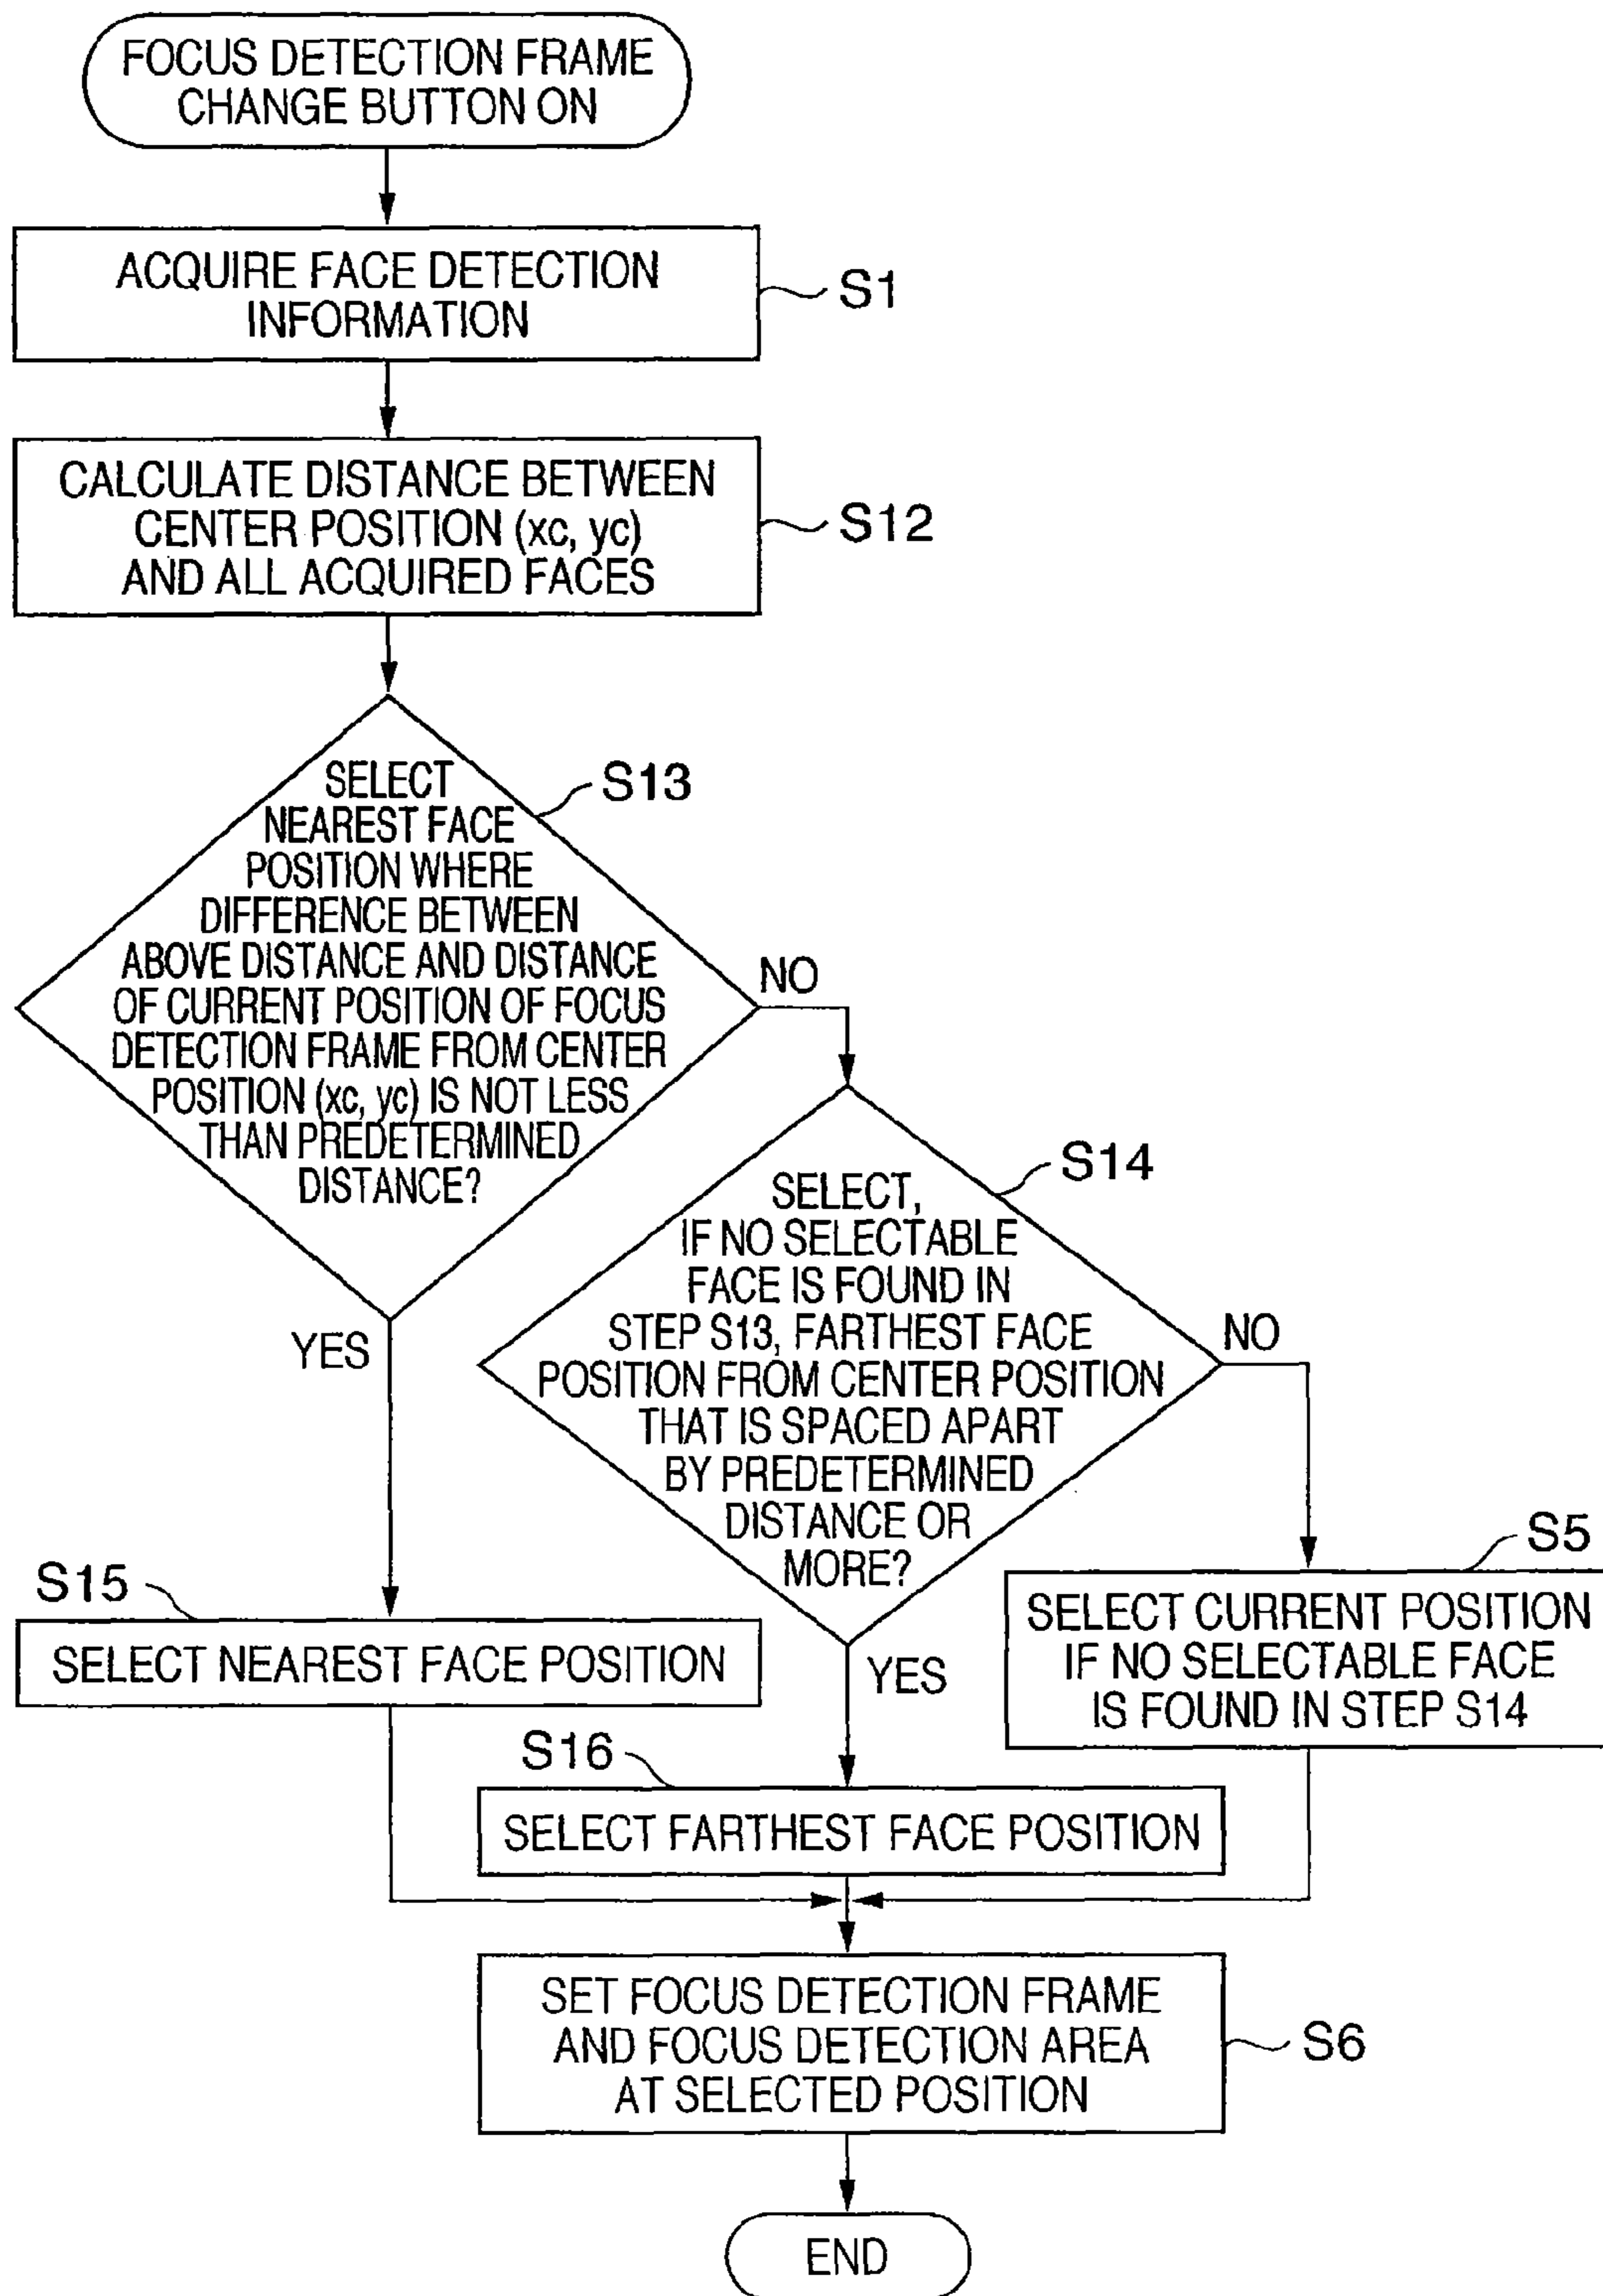 FOCUS DETECTION FRAME
CHANGE BUTTON ON
ACQUIRE FACE DETECTION
INFORMATION
S1
CALCULATE DISTANCE BETWEEN
CENTER POSITION (xc, yc)
AND ALL ACQUIRED FACES
S12
SELECT
NEAREST FACE
POSITION WHERE
DIFFERENCE BETWEEN
ABOVE DISTANCE AND DISTANCE
OF CURRENT POSITION OF FOCUS
DETECTION FRAME FROM CENTER
POSITION (xc, yc) IS NOT LESS
THAN PREDETERMINED
DISTANCE?
S13
NO
YES
SELECT,
IF NO SELECTABLE
FACE IS FOUND IN
STEP S13, FARTHEST FACE
POSITION FROM CENTER POSITION
THAT IS SPACED APART
BY PREDETERMINED
DISTANCE OR
MORE?
S14
NO
YES
S15
SELECT NEAREST FACE POSITION
S5
SELECT CURRENT POSITION
IF NO SELECTABLE FACE
IS FOUND IN STEP S14
S16
SELECT FARTHEST FACE POSITION
SET FOCUS DETECTION FRAME
AND FOCUS DETECTION AREA
AT SELECTED POSITION
S6
END